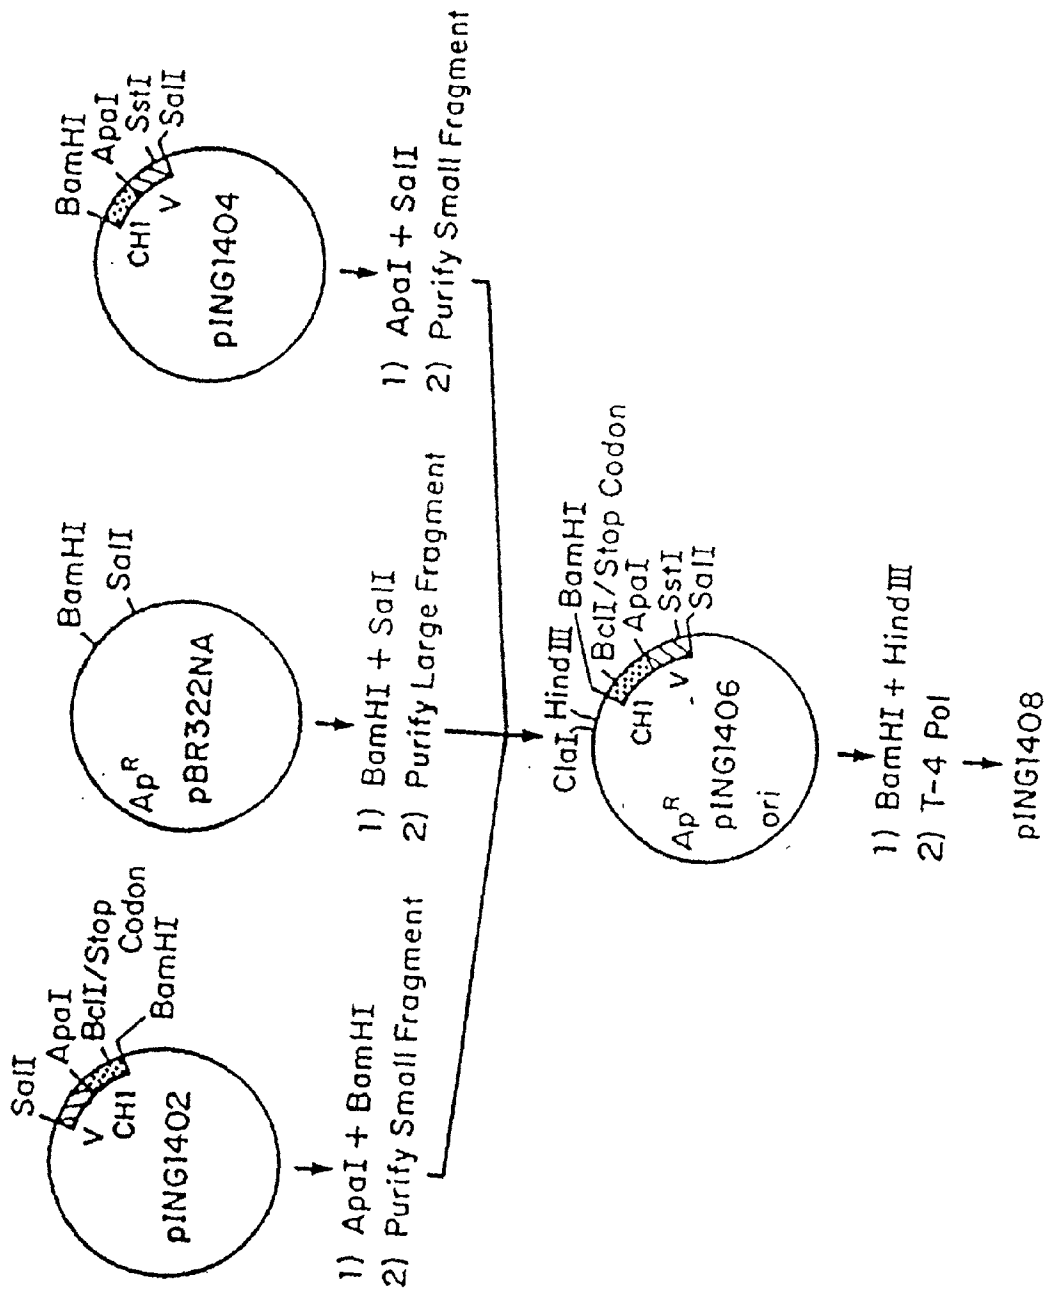 SalI
ApaI
BclI/Stop
Codon
BamHI
V
CH1
pING1402
1) ApaI + BamHI
2) Purify Small Fragment
BamHI
SalI
Ap^R
pBR322NA
1) BamHI + SalI
2) Purify Large Fragment
BamHI
ApaI
SstI
SalI
CH1
V
pING1404
1) ApaI + SalI
2) Purify Small Fragment
ClaI HindIII BamHI
BclI/Stop Codon
ApaI
SstI
SalI
CH1
V
Ap^R
pING1406
ori
1) BamHI + HindIII
2) T-4 Pol
pING1408